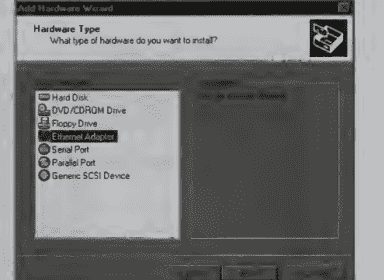 Add Hardware Wizard
Hardware Type
What type of hardware do you want to install?
Hard Disk
DVD/CDROM Drive
Floppy Drive
Ethernet Adapter
Serial Port
Parallel Port
Generic SCSI Device